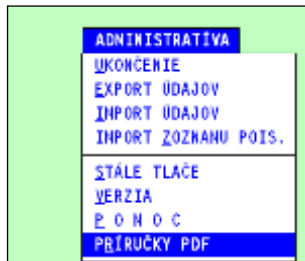 ADMINISTRATÍVA
UKONČENIE
EXPORT ÚDAJOV
IMPORT ÚDAJOV
IMPORT ZOZNAMU POIS.
STÁLE TLAČE
VERZIA
P O M O C
PRÍRUČKY PDF